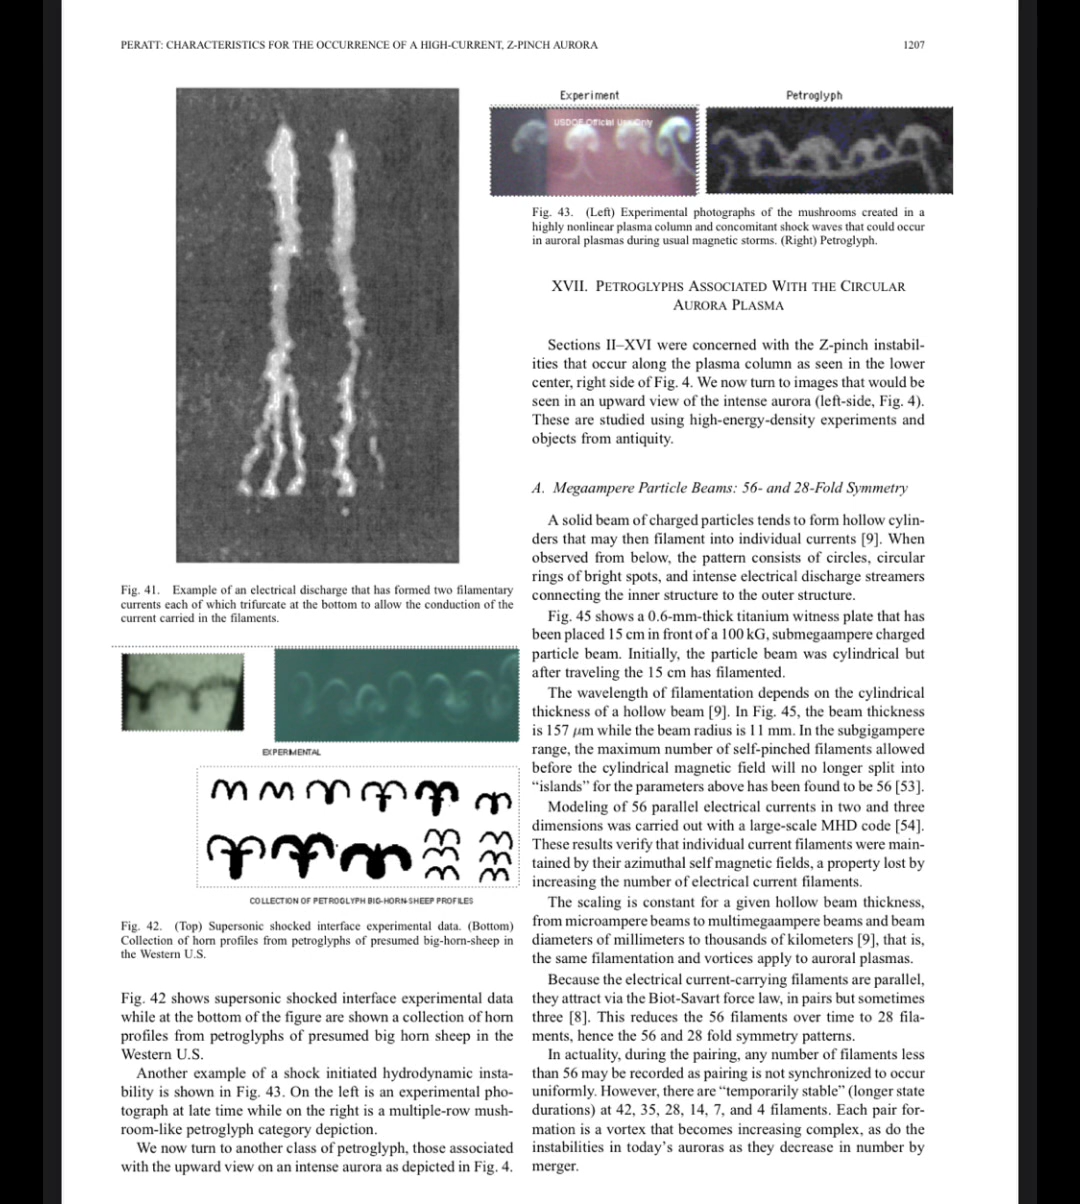 PERATT: CHARACTERISTICS FOR THE OCCURRENCE OF A HIGH-CURRENT, Z-PINCH AURORA
1207
Fig. 41. Example of an electrical discharge that has formed two filamentary
currents each of which trifurcate at the bottom to allow the conduction of the
current carried in the filaments.
EXPERIMENTAL
COLLECTION OF PETROGLYPH BIG-HORN-SHEEP PROFILES
Fig. 42. (Top) Supersonic shocked interface experimental data. (Bottom)
Collection of horn profiles from petroglyphs of presumed big-horn-sheep in
the Western U.S.
Fig. 42 shows supersonic shocked interface experimental data
while at the bottom of the figure are shown a collection of horn
profiles from petroglyphs of presumed big horn sheep in the
Western U.S.
Another example of a shock initiated hydrodynamic insta-
bility is shown in Fig. 43. On the left is an experimental pho-
tograph at late time while on the right is a multiple-row mush-
room-like petroglyph category depiction.
We now turn to another class of petroglyph, those associated
with the upward view on an intense aurora as depicted in Fig. 4.
Experiment
Petroglyph
USDOE Official Use Only
Fig. 43. (Left) Experimental photographs of the mushrooms created in a
highly nonlinear plasma column and concomitant shock waves that could occur
in auroral plasmas during usual magnetic storms. (Right) Petroglyph.
XVII. PETROGLYPHS ASSOCIATED WITH THE CIRCULAR
AURORA PLASMA
Sections II–XVI were concerned with the Z-pinch instabil-
ities that occur along the plasma column as seen in the lower
center, right side of Fig. 4. We now turn to images that would be
seen in an upward view of the intense aurora (left-side, Fig. 4).
These are studied using high-energy-density experiments and
objects from antiquity.
A. Megaampere Particle Beams: 56- and 28-Fold Symmetry
A solid beam of charged particles tends to form hollow cylin-
ders that may then filament into individual currents [9]. When
observed from below, the pattern consists of circles, circular
rings of bright spots, and intense electrical discharge streamers
connecting the inner structure to the outer structure.
Fig. 45 shows a 0.6-mm-thick titanium witness plate that has
been placed 15 cm in front of a 100 kG, submegaampere charged
particle beam. Initially, the particle beam was cylindrical but
after traveling the 15 cm has filamented.
The wavelength of filamentation depends on the cylindrical
thickness of a hollow beam [9]. In Fig. 45, the beam thickness
is 157 μm while the beam radius is 11 mm. In the subgigampere
range, the maximum number of self-pinched filaments allowed
before the cylindrical magnetic field will no longer split into
“islands” for the parameters above has been found to be 56 [53].
Modeling of 56 parallel electrical currents in two and three
dimensions was carried out with a large-scale MHD code [54].
These results verify that individual current filaments were main-
tained by their azimuthal self magnetic fields, a property lost by
increasing the number of electrical current filaments.
The scaling is constant for a given hollow beam thickness,
from microampere beams to multimegaampere beams and beam
diameters of millimeters to thousands of kilometers [9], that is,
the same filamentation and vortices apply to auroral plasmas.
Because the electrical current-carrying filaments are parallel,
they attract via the Biot-Savart force law, in pairs but sometimes
three [8]. This reduces the 56 filaments over time to 28 fila-
ments, hence the 56 and 28 fold symmetry patterns.
In actuality, during the pairing, any number of filaments less
than 56 may be recorded as pairing is not synchronized to occur
uniformly. However, there are “temporarily stable” (longer state
durations) at 42, 35, 28, 14, 7, and 4 filaments. Each pair for-
mation is a vortex that becomes increasing complex, as do the
instabilities in today’s auroras as they decrease in number by
merger.